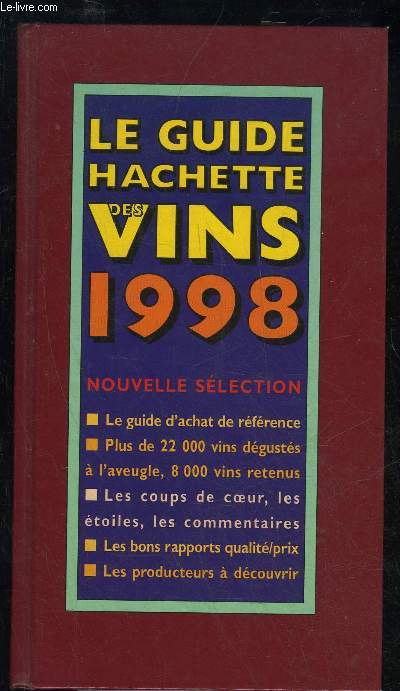 Le-livre.com
LE GUIDE
HACHETTE
DES
VINS
1998
NOUVELLE SÉLECTION
■ Le guide d'achat de référence
■ Plus de 22 000 vins dégustés
à l'aveugle, 8 000 vins retenus
■ Les coups de cœur, les
étoiles, les commentaires
■ Les bons rapports qualité/prix
■ Les producteurs à découvrir